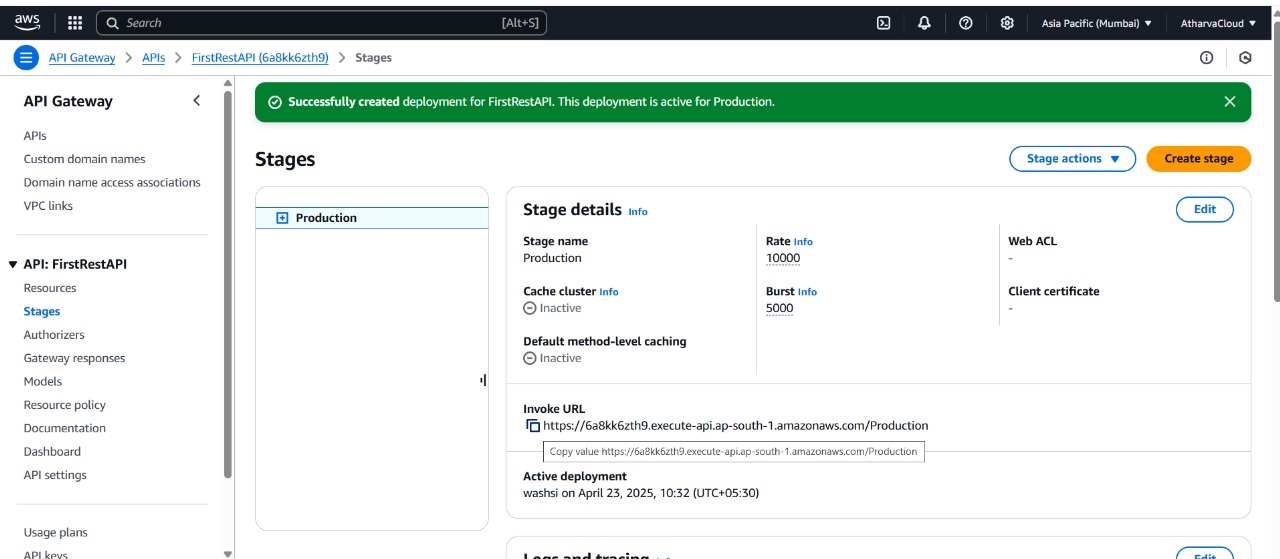 aws
Search [Alt+S]
Asia Pacific (Mumbai) ▼
AtharvaCloud ▼
API Gateway > APIs > FirstRestAPI (6a8kk6zth9) > Stages
API Gateway
APIs
Custom domain names
Domain name access associations
VPC links
API: FirstRestAPI
Resources
Stages
Authorizers
Gateway responses
Models
Resource policy
Documentation
Dashboard
API settings
Usage plans
API keys
Successfully created deployment for FirstRestAPI. This deployment is active for Production.
Stages
Stage actions ▼
Create stage
Production
Stage details Info
Edit
Stage name
Production
Rate Info
10000
Web ACL
-
Cache cluster Info
Inactive
Burst Info
5000
Client certificate
-
Default method-level caching
Inactive
Invoke URL
https://6a8kk6zth9.execute-api.ap-south-1.amazonaws.com/Production
Copy value https://6a8kk6zth9.execute-api.ap-south-1.amazonaws.com/Production
Active deployment
washsi on April 23, 2025, 10:32 (UTC+05:30)
Logs and tracing Info
Edit